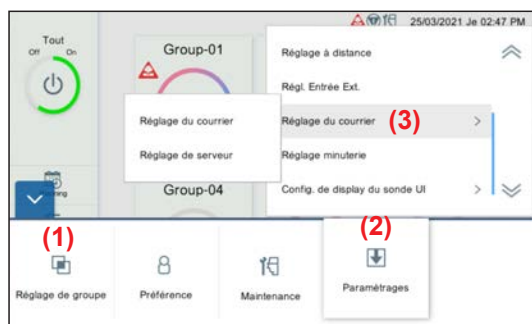 25/03/2021 Je 02:47 PM
Tout
Off
On
Group-01
Réglage à distance
Régl. Entrée Ext.
Réglage du courrier
Réglage du courrier
(3)
>
Réglage de serveur
Réglage minuterie
Group-04
Config. de display du sonde UI
>
(1)
(2)
Réglage de groupe
Préférence
Maintenance
Paramétrages